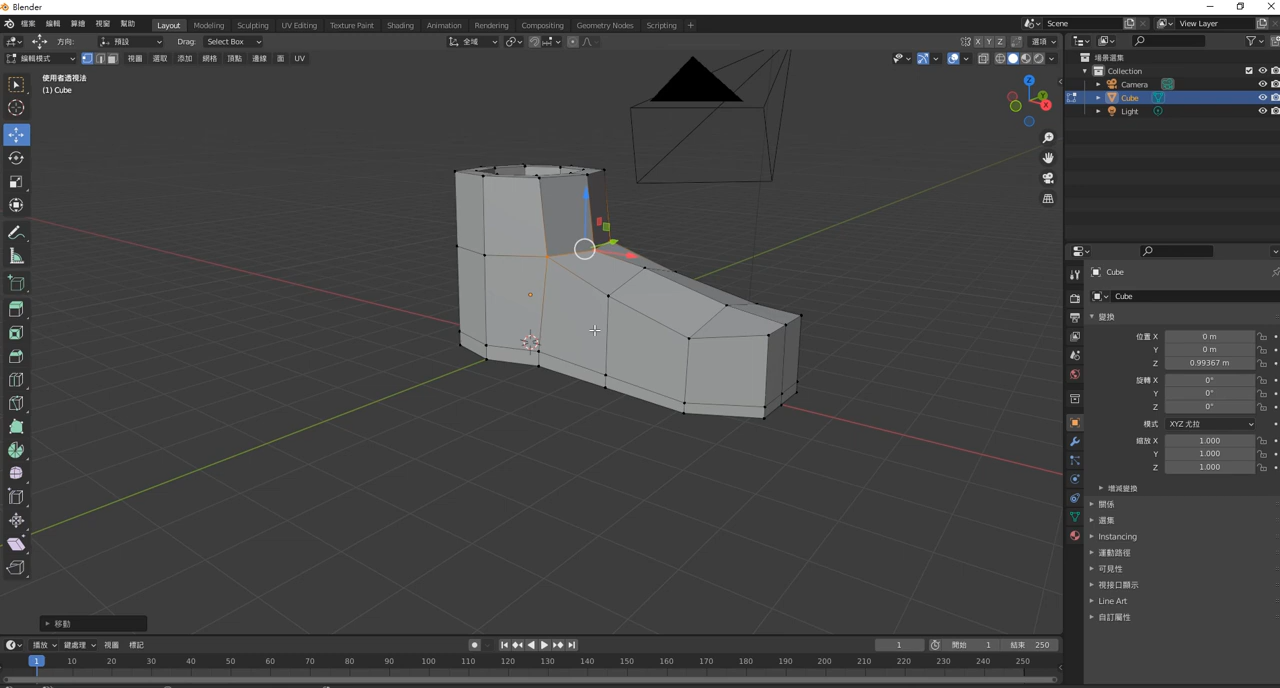 Blender
檔案 編輯 算繪 視窗 幫助 Layout Modeling Sculpting UV Editing Texture Paint Shading Animation Rendering Compositing Geometry Nodes Scripting + Scene View Layer
方向: 預設 Drag: Select Box 全域 X Y Z 選項
編輯模式 視圖 選取 添加 網格 頂點 邊線 面 UV
使用者透視法
(1) Cube
Z
Y
X
移動
場景選集
Collection
Camera
Cube
Light
Cube
Cube
變換
位置 X 0 m
Y 0 m
Z 0.99367 m
旋轉 X 0°
Y 0°
Z 0°
模式 XYZ 尤拉
縮放 X 1.000
Y 1.000
Z 1.000
增減變換
關係
選集
Instancing
運動路徑
可見性
視接口顯示
Line Art
自訂屬性
播放 鍵處理 視圖 標記 1 開始 1 結束 250
1 10 20 30 40 50 60 70 80 90 100 110 120 130 140 150 160 170 180 190 200 210 220 230 240 250